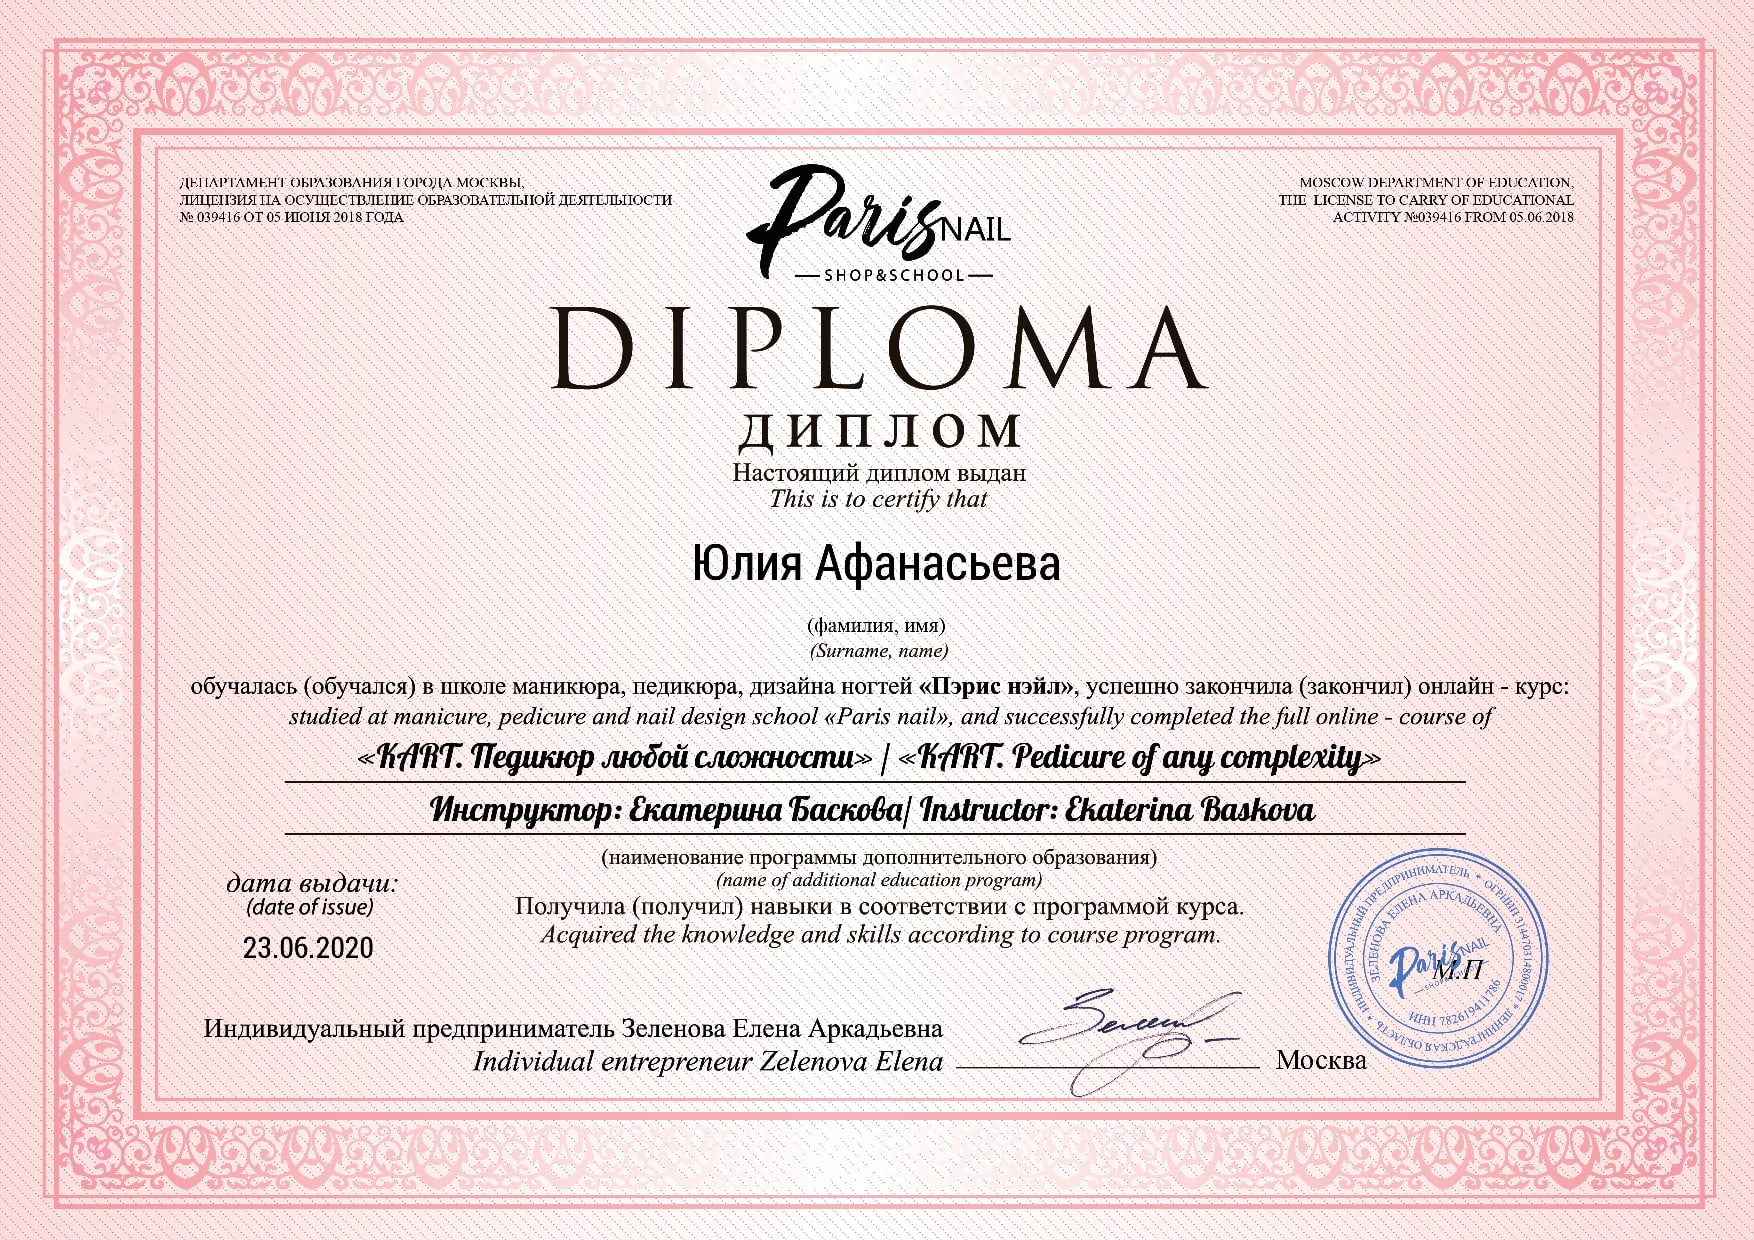 ДЕПАРТАМЕНТ ОБРАЗОВАНИЯ ГОРОДА МОСКВЫ,
ЛИЦЕНЗИЯ НА ОСУЩЕСТВЛЕНИЕ ОБРАЗОВАТЕЛЬНОЙ ДЕЯТЕЛЬНОСТИ
№ 039416 ОТ 05 ИЮНЯ 2018 ГОДА
Paris NAIL
SHOP&SCHOOL
MOSCOW DEPARTMENT OF EDUCATION,
THE LICENSE TO CARRY OF EDUCATIONAL
ACTIVITY №039416 FROM 05.06.2018
DIPLOMA
ДИПЛОМ
Настоящий диплом выдан
This is to certify that
Юлия Афанасьева
(фамилия, имя)
(Surname, name)
обучалась (обучался) в школе маникюра, педикюра, дизайна ногтей «Пэрис нэйл», успешно закончила (закончил) онлайн - курс:
studied at manicure, pedicure and nail design school «Paris nail», and successfully completed the full online - course of
«KART. Педикюр любой сложности» / «KART. Pedicure of any complexity»
Инструктор: Екатерина Баскова/ Instructor: Ekaterina Baskova
(наименование программы дополнительного образования)
(name of additional education program)
дата выдачи:
(date of issue)
23.06.2020
Получила (получил) навыки в соответствии с программой курса.
Acquired the knowledge and skills according to course program.
Индивидуальный предприниматель Зеленова Елена Аркадьевна
Individual entrepreneur Zelenova Elena
Москва
* ИНДИВИДУАЛЬНЫЙ ПРЕДПРИНИМАТЕЛЬ * ОГРНИП 314470314800017 * ЛЕНИНГРАДСКАЯ ОБЛАСТЬ
ЗЕЛЕНОВА ЕЛЕНА АРКАДЬЕВНА
Paris NAIL
М.П
ИНН 782619411786